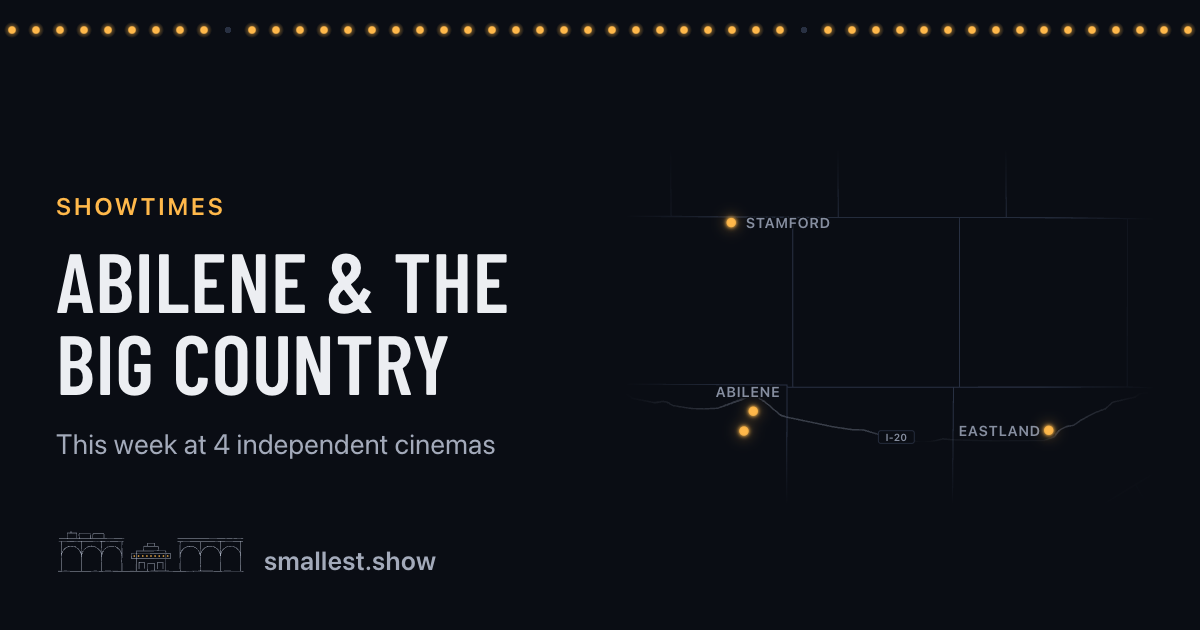 SHOWTIMES
ABILENE & THE
BIG COUNTRY
This week at 4 independent cinemas
smallest.show
STAMFORD
ABILENE
I-20
EASTLAND